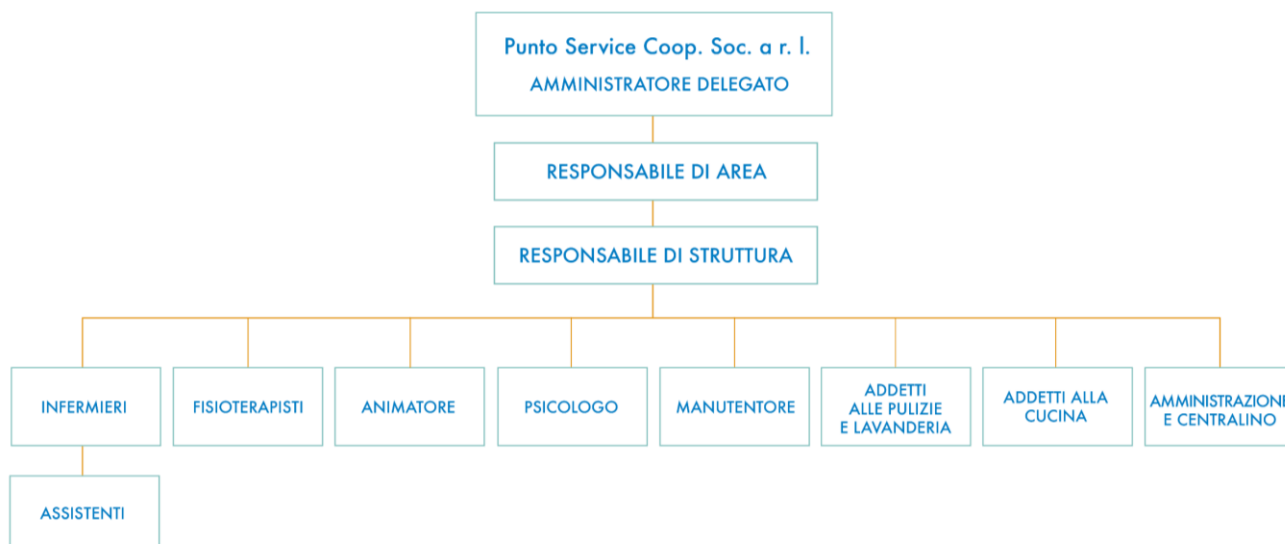 Punto Service Coop. Soc. a r. l.
AMMINISTRATORE DELEGATO
RESPONSABILE DI AREA
RESPONSABILE DI STRUTTURA
INFERMIERI
FISIOTERAPISTI
ANIMATORE
PSICOLOGO
MANUTENTORE
ADDETTI
ALLE PULIZIE
E LAVANDERIA
ADDETTI ALLA
CUCINA
AMMINISTRAZIONE
E CENTRALINO
ASSISTENTI